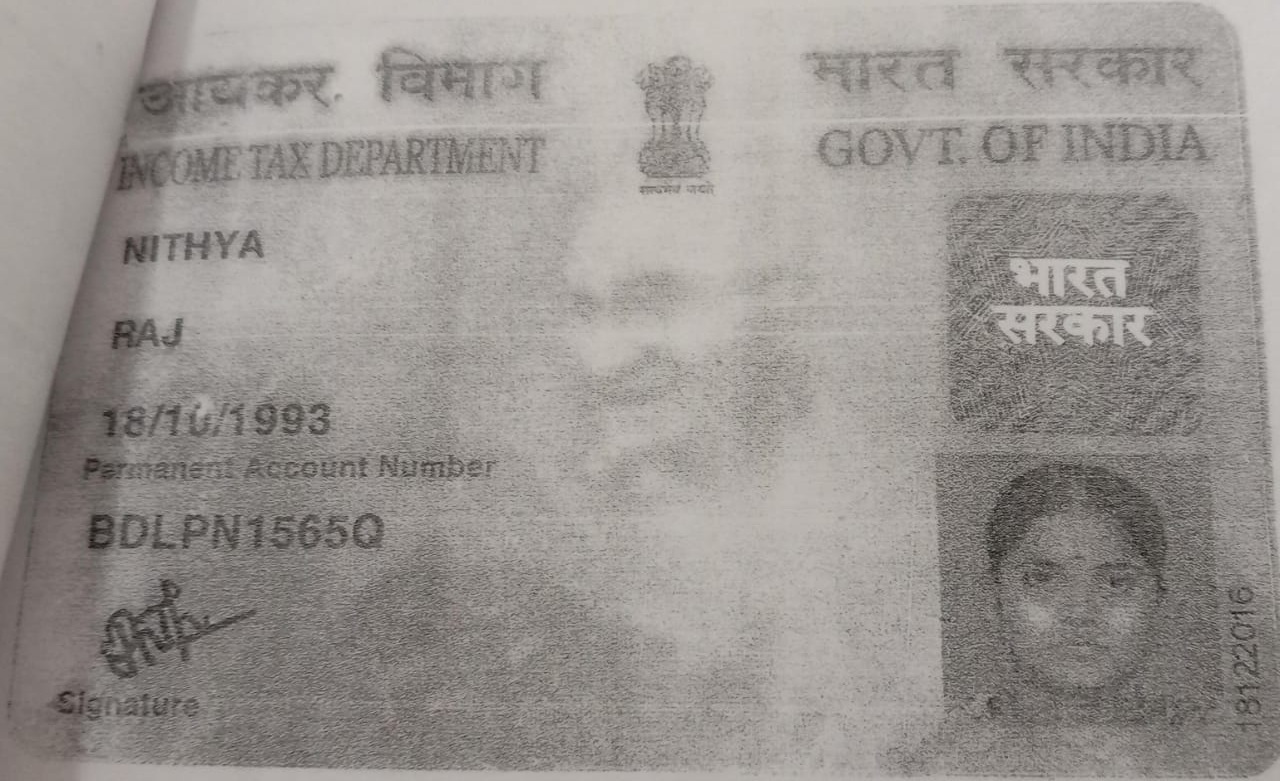 आयकर विभाग
INCOME TAX DEPARTMENT
भारत सरकार
GOVT. OF INDIA
सत्यमेव जयते
NITHYA
RAJ
18/10/1993
Permanent Account Number
BDLPN1565Q
Signature
भारत
सरकार
18122016